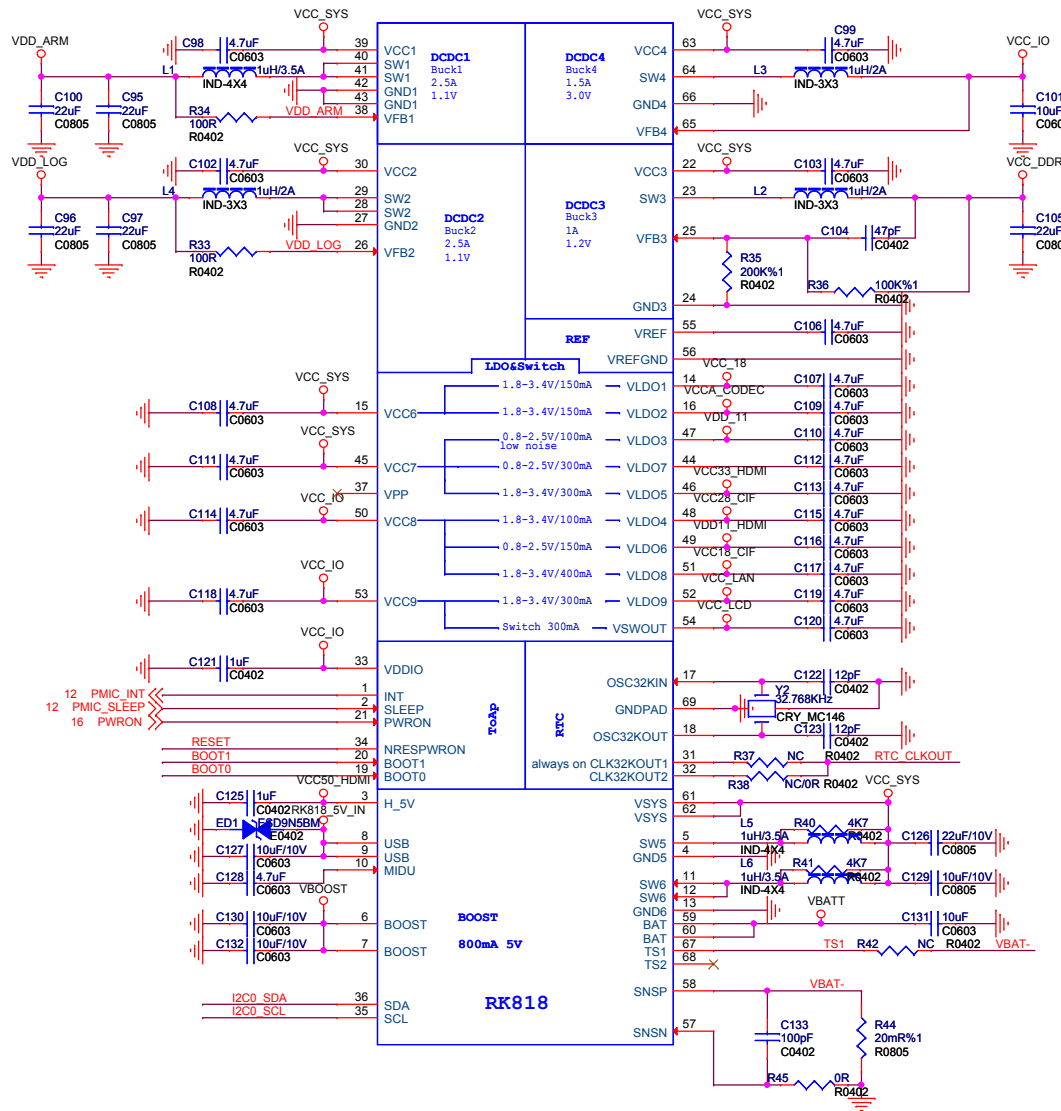 VCC_SYS
VCC_SYS
VDD_ARM
C98 4.7uF
C0603
39
40
41
42
43
38
VCC1
SW1
SW1
GND1
GND1
VFB1
DCDC1
Buck1
2.5A
1.1V
DCDC4
Buck4
1.5A
3.0V
VCC4
SW4
GND4
VFB4
63
64
66
65
C99
4.7uF
C0603
VCC_IO
L1 1uH/3.5A
IND-4X4
L3 1uH/2A
IND-3X3
C100
22uF
C0805
C95
22uF
C0805
R34
100R
R0402
VDD_ARM
C101
10uF
C060
VDD_LOG
VCC_SYS
VCC_SYS
VCC_DDR
C102 4.7uF
C0603
30
29
28
27
26
VCC2
SW2
SW2
GND2
VFB2
DCDC2
Buck2
2.5A
1.1V
DCDC3
Buck3
1A
1.2V
VCC3
SW3
VFB3
GND3
22
23
25
24
C103 4.7uF
C0603
L4 1uH/2A
IND-3X3
L2 1uH/2A
IND-3X3
C96
22uF
C0805
C97
22uF
C0805
R33
100R
R0402
VDD_LOG
C104 47pF
C0402
C105
22uF
C080
R35
200K%1
R0402
R36 100K%1
R0402
REF
VREF
VREFGND
55
56
C106 4.7uF
C0603
LDO&Switch
VCC_SYS
C108 4.7uF
C0603
15 VCC6
1.8-3.4V/150mA VLDO1 14 VCC_18 C107 4.7uF C0603
1.8-3.4V/150mA VLDO2 16 VCCA_CODEC C109 4.7uF C0603
VCC_SYS
C111 4.7uF
C0603
45 VCC7
37 VPP
0.8-2.5V/100mA VLDO3 47 VDD_11 C110 4.7uF C0603
low noise
0.8-2.5V/300mA VLDO7 44 C112 4.7uF C0603
1.8-3.4V/300mA VLDO5 46 VCC33_HDMI C113 4.7uF C0603
VCC_IO
C114 4.7uF
C0603
50 VCC8
1.8-3.4V/100mA VLDO4 48 VCC28_CIF C115 4.7uF C0603
0.8-2.5V/150mA VLDO6 49 VDD11_HDMI C116 4.7uF C0603
1.8-3.4V/400mA VLDO8 51 VCC18_CIF C117 4.7uF C0603
VCC_IO
C118 4.7uF
C0603
53 VCC9
1.8-3.4V/300mA VLDO9 52 VCC_LAN C119 4.7uF C0603
Switch 300mA VSWOUT 54 VCC_LCD C120 4.7uF C0603
VCC_IO
C121 1uF
C0402
33 VDDIO
12 PMIC_INT 1 INT
12 PMIC_SLEEP 2 SLEEP
16 PWRON 21 PWRON
RESET 34 NRESPWRON
BOOT1 20 BOOT1
BOOT0 19 BOOT0
ToAp
RTC
OSC32KIN 17
GNDPAD 69
OSC32KOUT 18
always on CLK32KOUT1 31
CLK32KOUT2 32
C122 12pF
C0402
Y2
32.768KHz
CRY_MC146
C123 12pF
C0402
R37 NC R0402 RTC_CLKOUT
R38 NC/0R R0402
VCC50_HDMI
C125 1uF
C0402
RK818_5V_IN
ED1 ESD9N5BM
E0402
C127 10uF/10V
C0603
C128 4.7uF
C0603
VBOOST
C130 10uF/10V
C0603
C132 10uF/10V
C0603
3 H_5V
8 USB
9 USB
10 MIDU
6 BOOST
7 BOOST
BOOST
800mA 5V
I2C0_SDA 36 SDA
I2C0_SCL 35 SCL
RK818
VSYS 61
VSYS 62
SW5 5
GND5 4
SW6 11
SW6 12
GND6 13
BAT 59
BAT 60
TS1 67
TS2 68
SNSP 58
SNSN 57
VCC_SYS
L5
1uH/3.5A
IND-4X4
R40 4K7
R0402
C126 22uF/10V
C0805
L6
1uH/3.5A
IND-4X4
R41 4K7
R0402
C129 10uF/10V
C0805
VBATT
C131 10uF
C0603
TS1 R42 NC R0402 VBAT-
VBAT-
C133
100pF
C0402
R44
20mR%1
R0805
R45 0R
R0402